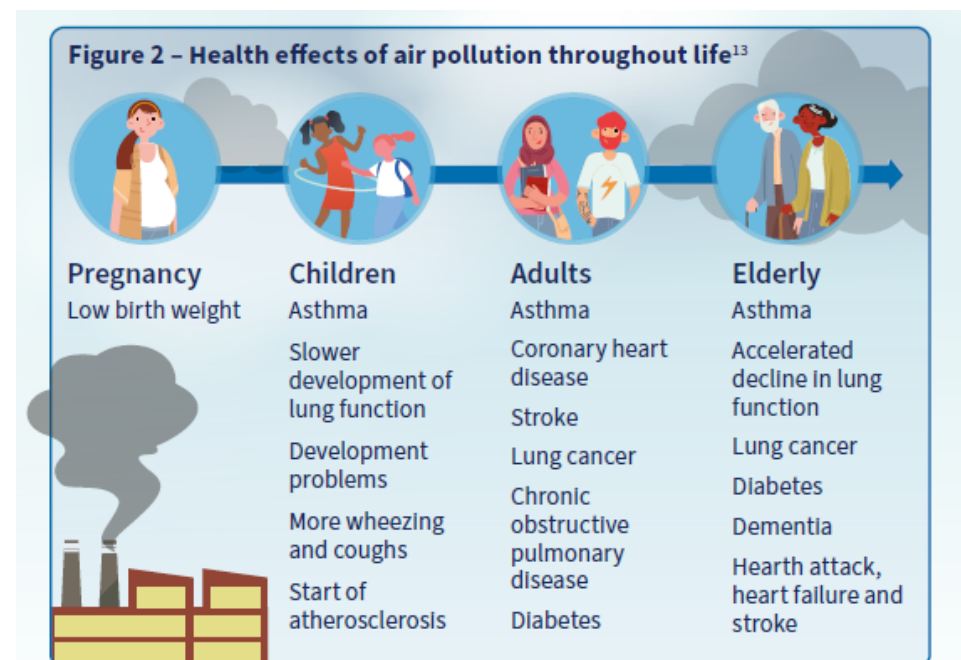 Figure 2 – Health effects of air pollution throughout life¹³
Pregnancy
Low birth weight
Children
Asthma
Slower
development of
lung function
Development
problems
More wheezing
and coughs
Start of
atherosclerosis
Adults
Asthma
Coronary heart
disease
Stroke
Lung cancer
Chronic
obstructive
pulmonary
disease
Diabetes
Elderly
Asthma
Accelerated
decline in lung
function
Lung cancer
Diabetes
Dementia
Hearth attack,
heart failure and
stroke